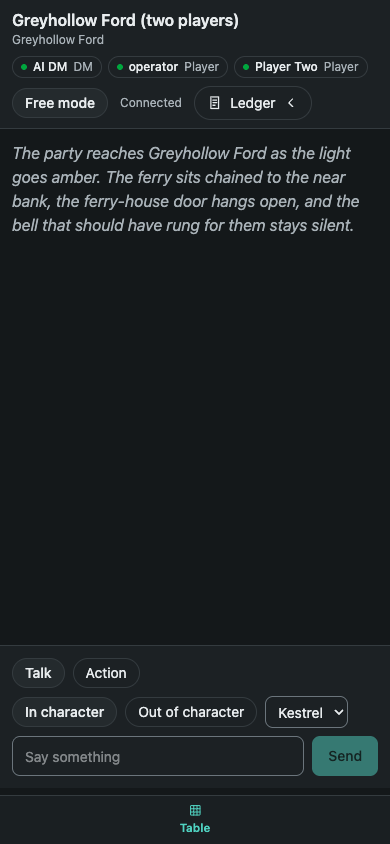 Greyhollow Ford (two players)
Greyhollow Ford
AI DM DM operator Player Player Two Player
Free mode Connected Ledger
The party reaches Greyhollow Ford as the light
goes amber. The ferry sits chained to the near
bank, the ferry-house door hangs open, and the
bell that should have rung for them stays silent.
Talk Action
In character Out of character Kestrel
Say something Send
Table